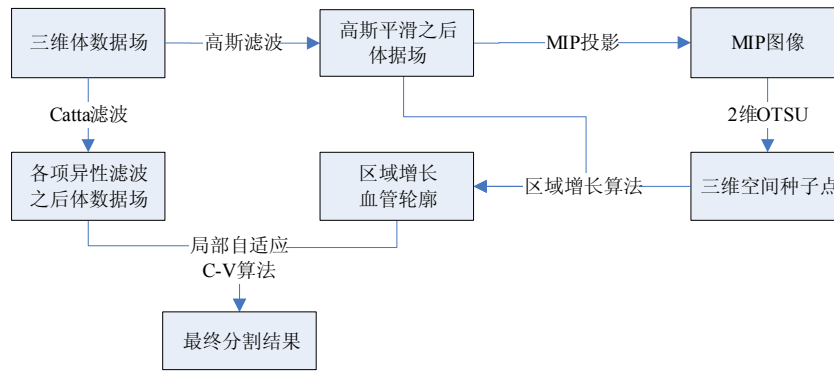 三维体数据场
高斯滤波
高斯平滑之后
体据场
MIP投影
MIP图像
Catta滤波
2维OTSU
各项异性滤波
之后体数据场
区域增长
血管轮廓
区域增长算法
三维空间种子点
局部自适应
C-V算法
最终分割结果